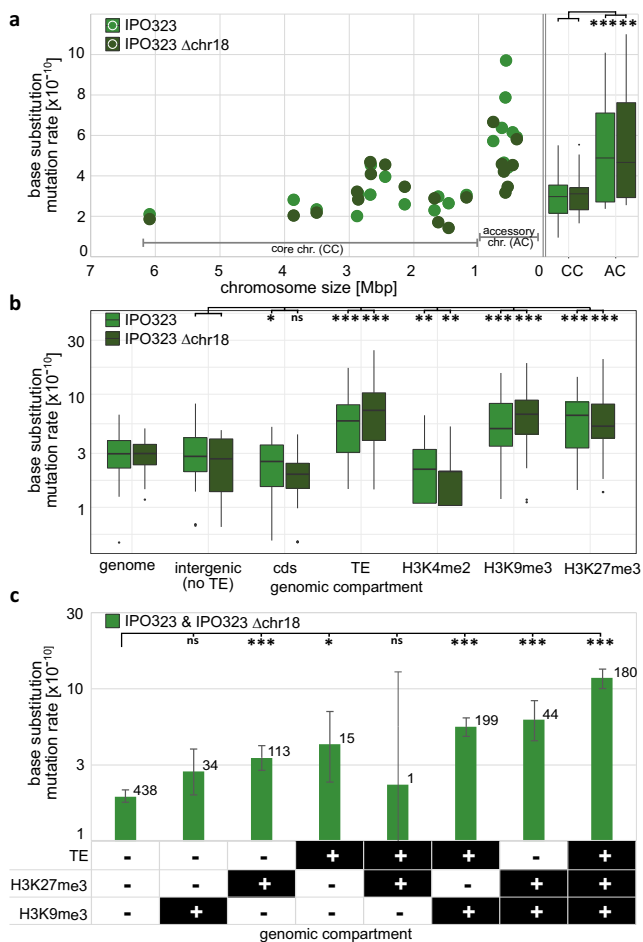 a
IPO323
IPO323 Δchr18
*****
base substitution
mutation rate [x10⁻¹⁰]
10
8
6
4
2
0
core chr. (CC)
accessory
chr. (AC)
7 6 5 4 3 2 1 0
CC AC
chromosome size [Mbp]
b
IPO323
IPO323 Δchr18
* ns ****** ** ** ****** ******
base substitution
mutation rate [x10⁻¹⁰]
30
10
3
1
genome intergenic (no TE) cds TE H3K4me2 H3K9me3 H3K27me3
genomic compartment
c
IPO323 & IPO323 Δchr18
ns *** * ns *** *** ***
base substitution
mutation rate [x10⁻¹⁰]
30
10
3
1
438 34 113 15 1 199 44 180
TE - - - + + + - +
H3K27me3 - - + - + - + +
H3K9me3 - + - - - + + +
genomic compartment